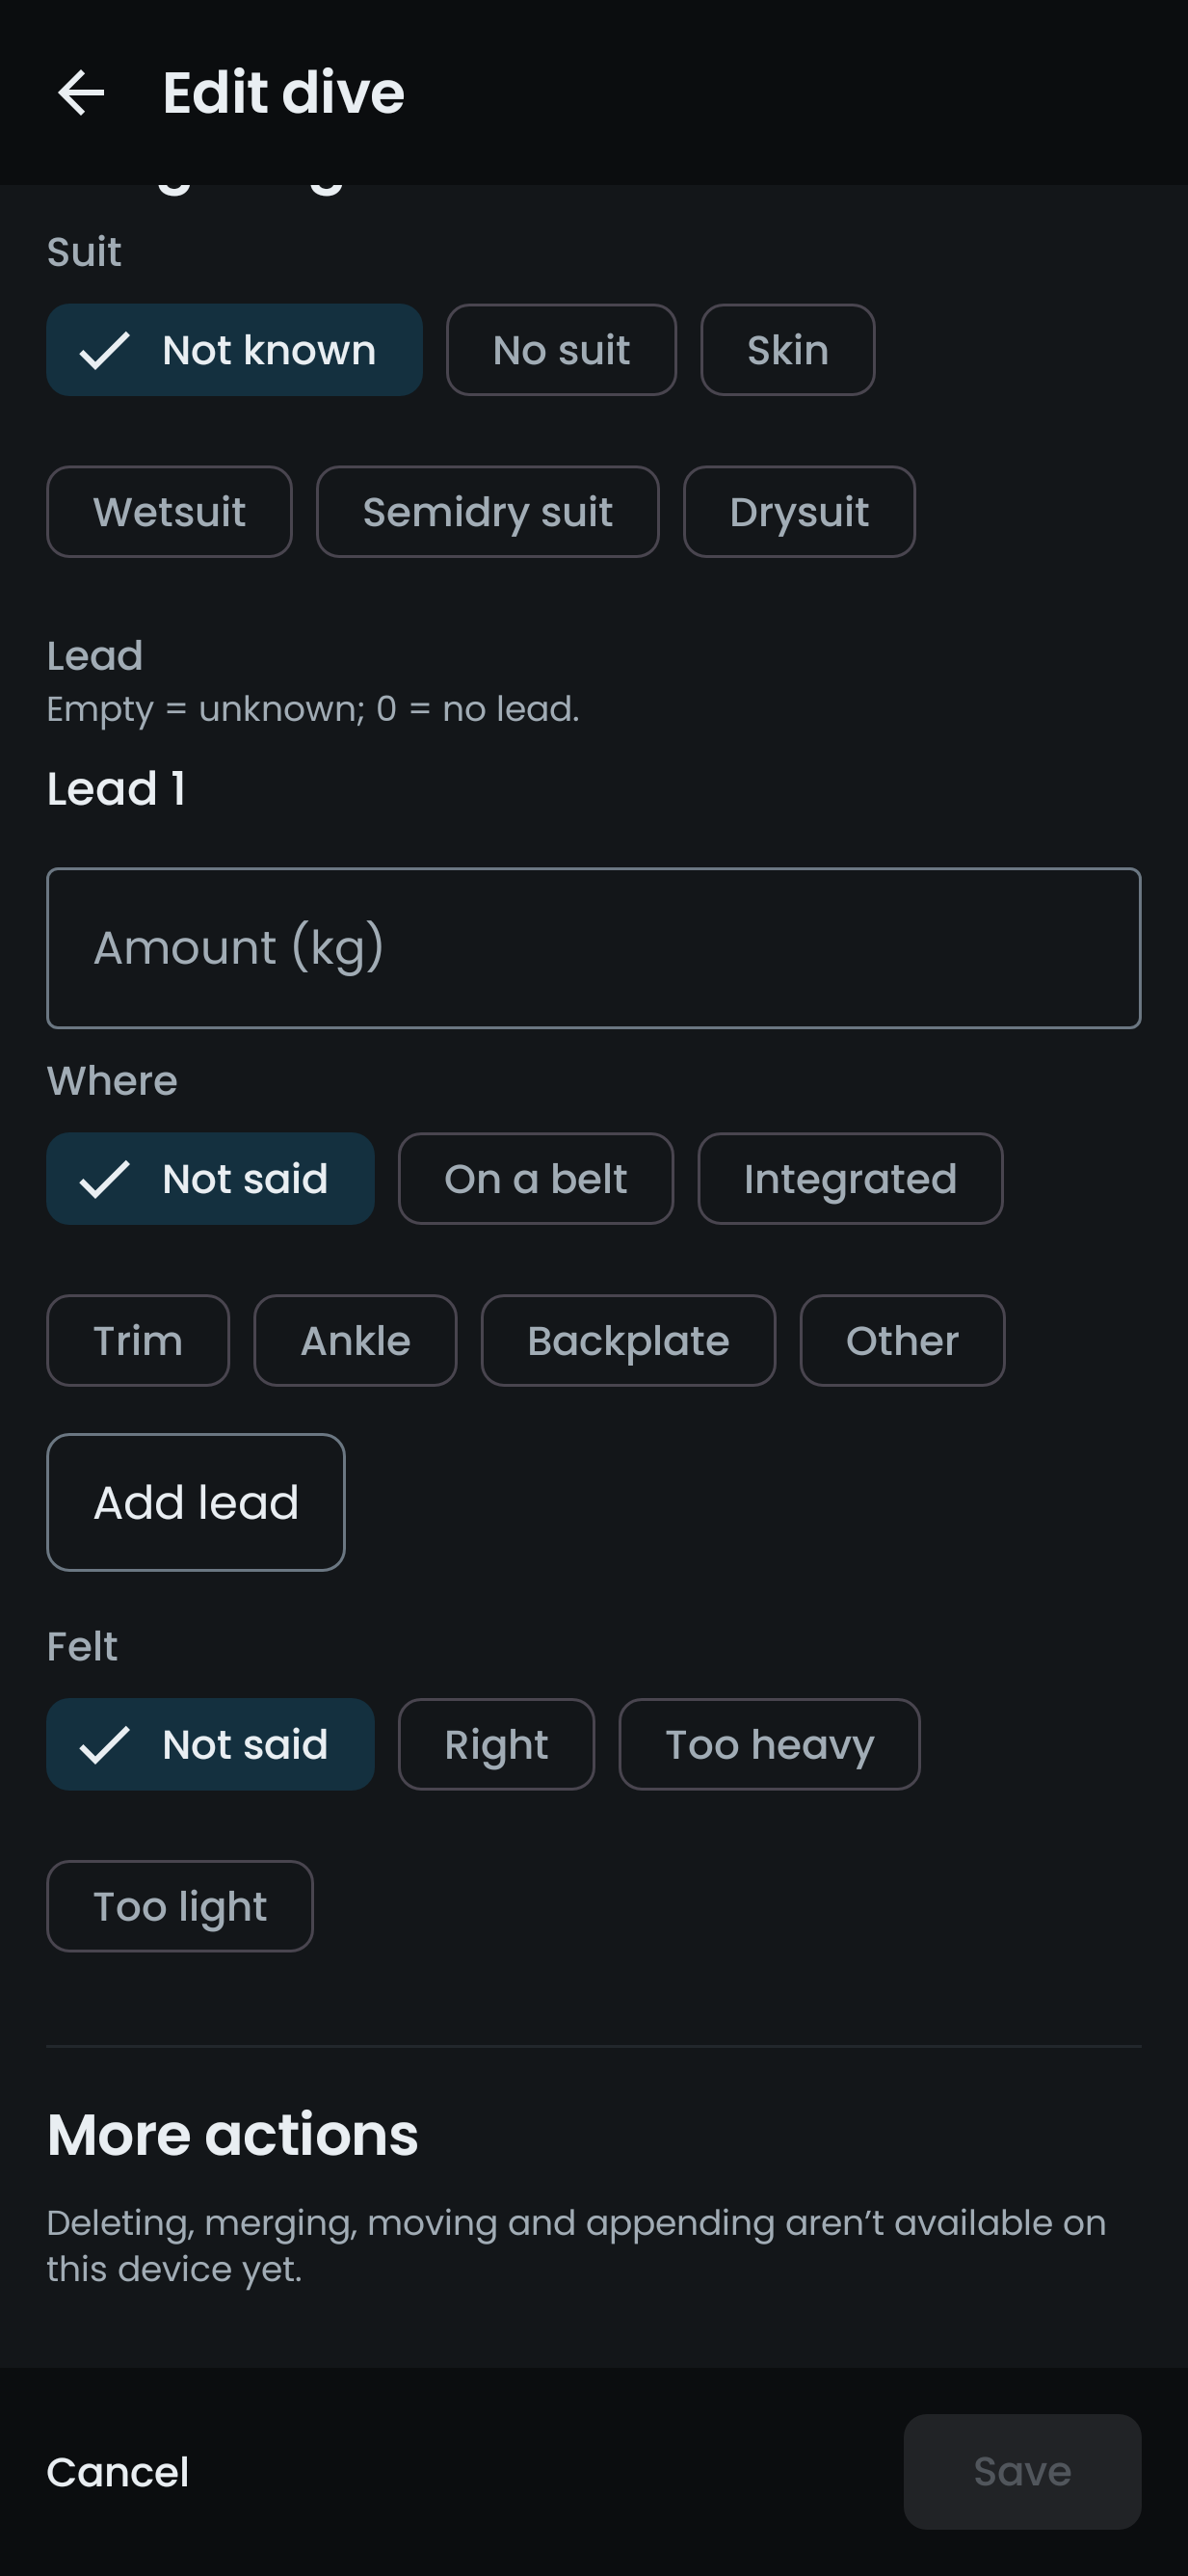 Edit dive
Suit
Not known
No suit
Skin
Wetsuit
Semidry suit
Drysuit
Lead
Empty = unknown; 0 = no lead.
Lead 1
Amount (kg)
Where
Not said
On a belt
Integrated
Trim
Ankle
Backplate
Other
Add lead
Felt
Not said
Right
Too heavy
Too light
More actions
Deleting, merging, moving and appending aren’t available on
this device yet.
Cancel
Save